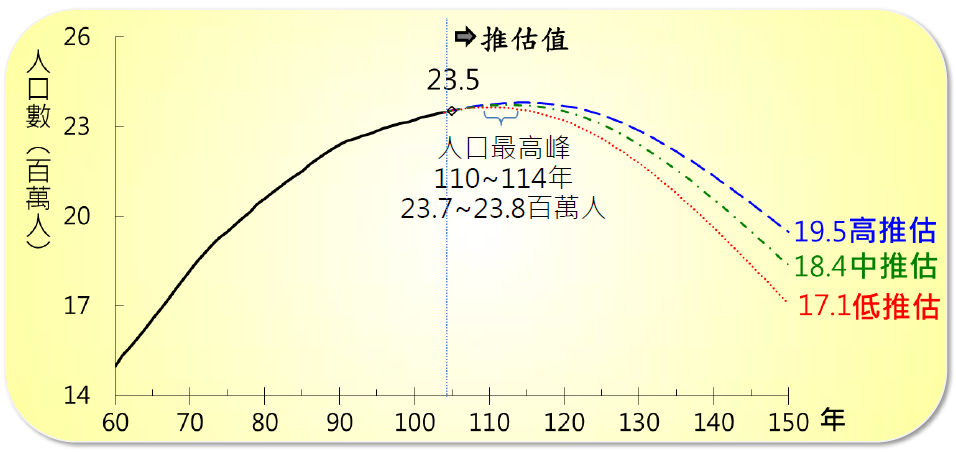 人口數（百萬人）
26
23
20
17
14
➡推估值
23.5
人口最高峰
110~114年
23.7~23.8百萬人
19.5高推估
18.4中推估
17.1低推估
60 70 80 90 100 110 120 130 140 150 年